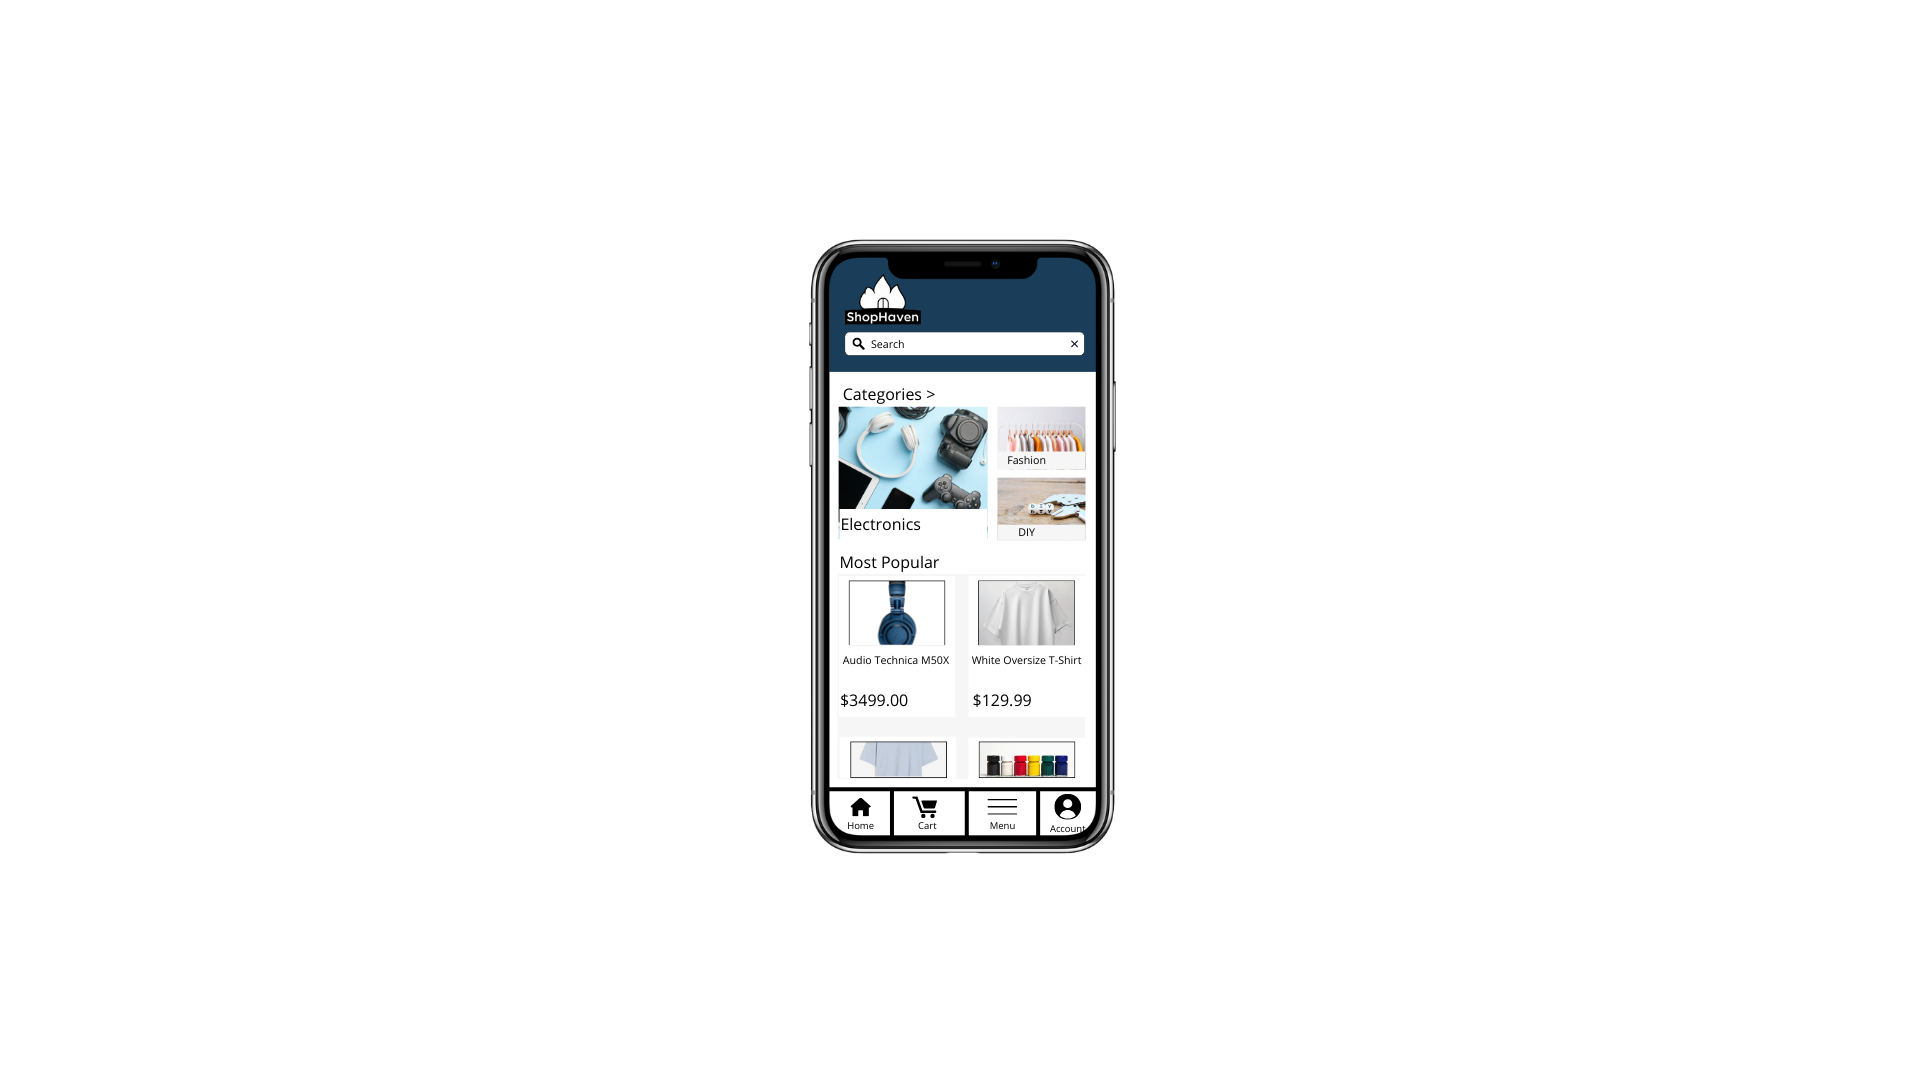 ShopHaven
Search ×
Categories >
Fashion
DIY
Electronics
DIY
Most Popular
Audio Technica M50X
White Oversize T-Shirt
$3499.00
$129.99
Home
Cart
Menu
Account